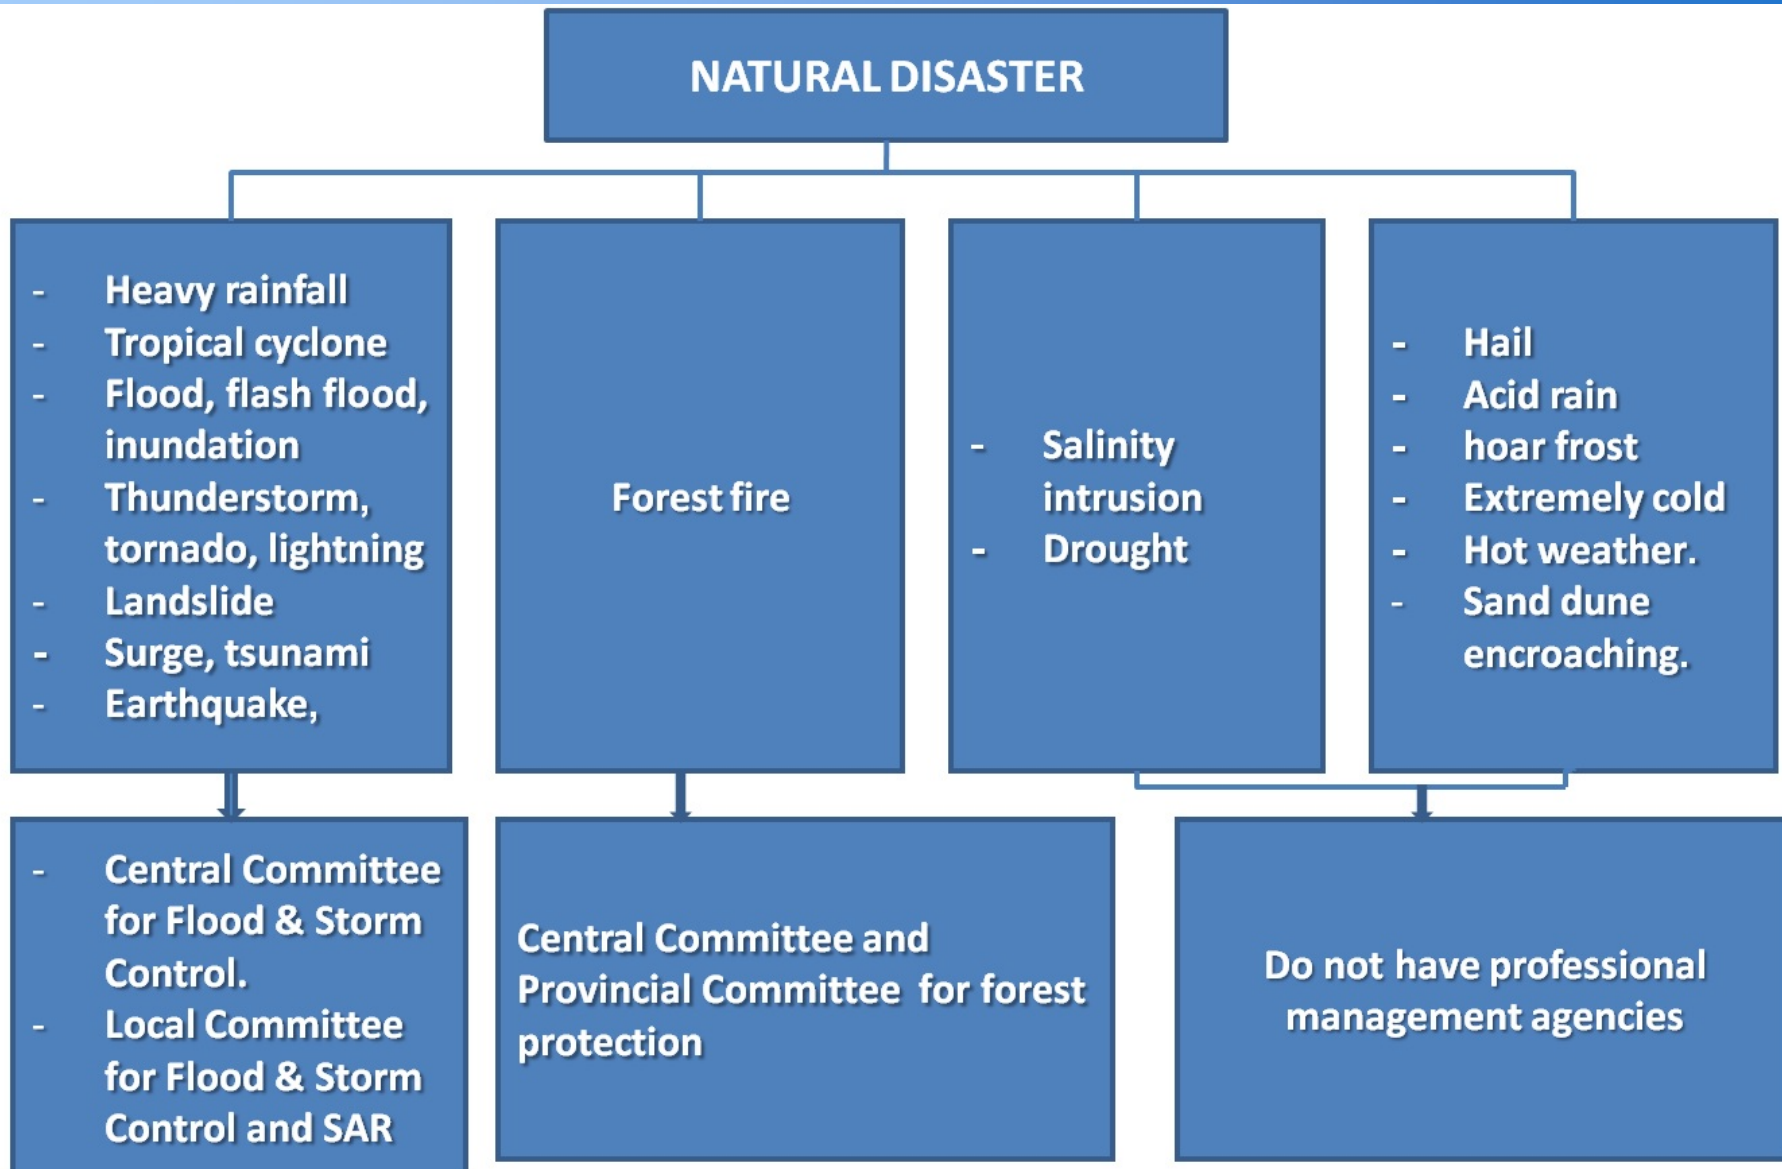 NATURAL DISASTER
- Heavy rainfall
- Tropical cyclone
- Flood, flash flood,
inundation
- Thunderstorm,
tornado, lightning
- Landslide
- Surge, tsunami
- Earthquake,
Forest fire
- Salinity
intrusion
- Drought
- Hail
- Acid rain
- hoar frost
- Extremely cold
- Hot weather.
- Sand dune
encroaching.
- Central Committee
for Flood & Storm
Control.
- Local Committee
for Flood & Storm
Control and SAR
Central Committee and
Provincial Committee for forest
protection
Do not have professional
management agencies